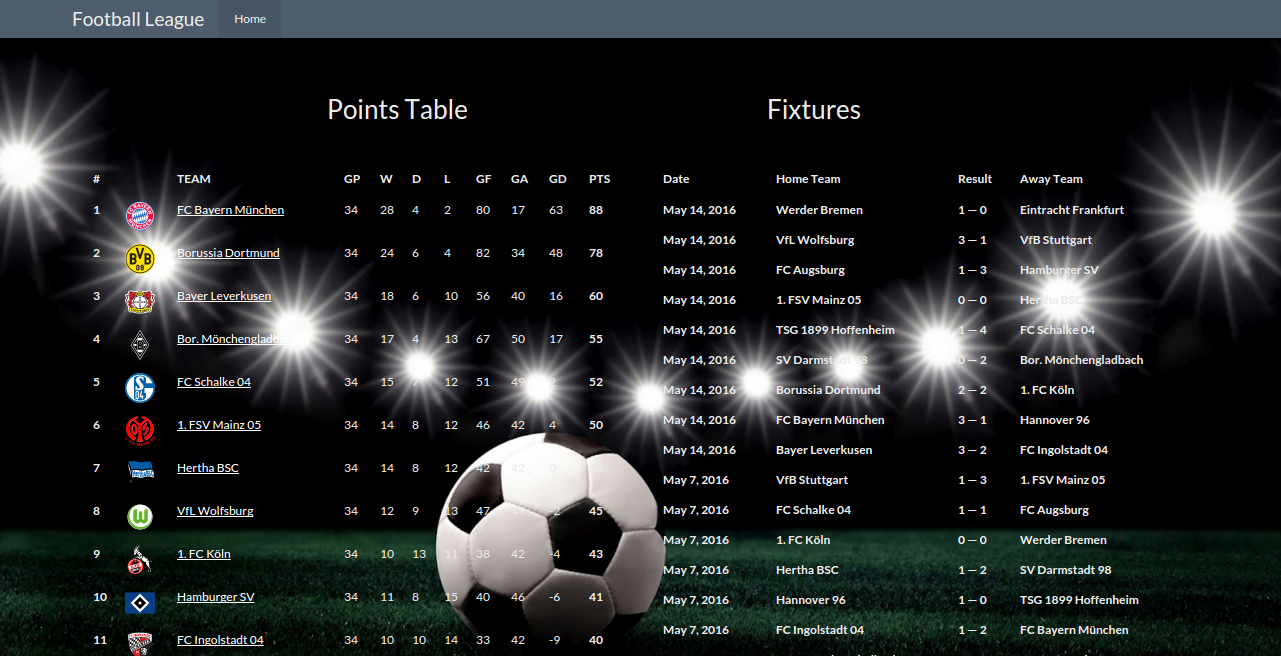 Football League Home
Points Table
# TEAM GP W D L GF GA GD PTS
1 FC Bayern München 34 28 4 2 80 17 63 88
2 Borussia Dortmund 34 24 6 4 82 34 48 78
3 Bayer Leverkusen 34 18 6 10 56 40 16 60
4 Bor. Mönchengladbach 34 17 4 13 67 50 17 55
5 FC Schalke 04 34 15 7 12 51 49 2 52
6 1. FSV Mainz 05 34 14 8 12 46 42 4 50
7 Hertha BSC 34 14 8 12 42 42 0
8 VfL Wolfsburg 34 12 9 13 47 -2 45
9 1. FC Köln 34 10 13 11 38 42 -4 43
10 Hamburger SV 34 11 8 15 40 46 -6 41
11 FC Ingolstadt 04 34 10 10 14 33 42 -9 40
Fixtures
Date Home Team Result Away Team
May 14, 2016 Werder Bremen 1 — 0 Eintracht Frankfurt
May 14, 2016 VfL Wolfsburg 3 — 1 VfB Stuttgart
May 14, 2016 FC Augsburg 1 — 3 Hamburger SV
May 14, 2016 1. FSV Mainz 05 0 — 0 Hertha BSC
May 14, 2016 TSG 1899 Hoffenheim 1 — 4 FC Schalke 04
May 14, 2016 SV Darmstadt 98 0 — 2 Bor. Mönchengladbach
May 14, 2016 Borussia Dortmund 2 — 2 1. FC Köln
May 14, 2016 FC Bayern München 3 — 1 Hannover 96
May 14, 2016 Bayer Leverkusen 3 — 2 FC Ingolstadt 04
May 7, 2016 VfB Stuttgart 1 — 3 1. FSV Mainz 05
May 7, 2016 FC Schalke 04 1 — 1 FC Augsburg
May 7, 2016 1. FC Köln 0 — 0 Werder Bremen
May 7, 2016 Hertha BSC 1 — 2 SV Darmstadt 98
May 7, 2016 Hannover 96 1 — 0 TSG 1899 Hoffenheim
May 7, 2016 FC Ingolstadt 04 1 — 2 FC Bayern München